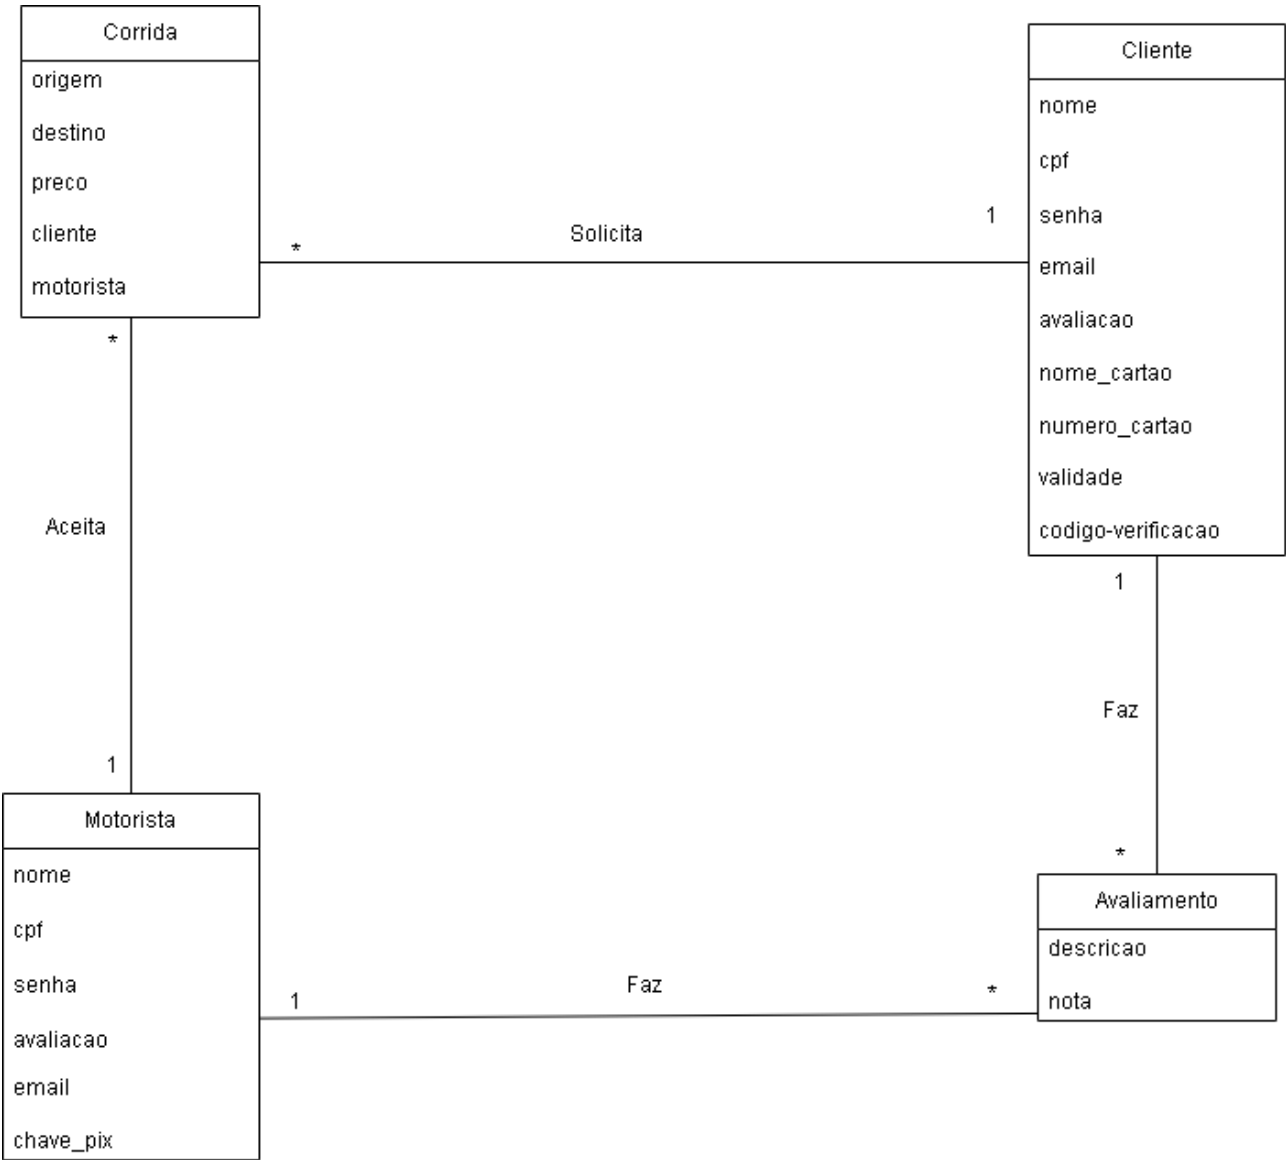 Corrida
origem
destino
preco
cliente
motorista
Cliente
nome
cpf
senha
email
avaliacao
nome_cartao
numero_cartao
validade
codigo-verificacao
*
Solicita
1
*
Aceita
1
1
Faz
*
Motorista
nome
cpf
senha
avaliacao
email
chave_pix
1
Faz
*
Avaliamento
descricao
nota